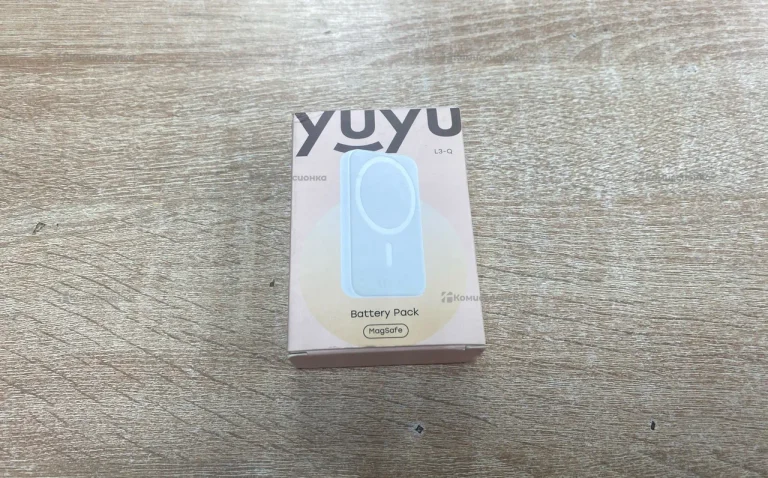 yuyu
L3-Q
Battery Pack
MagSafe